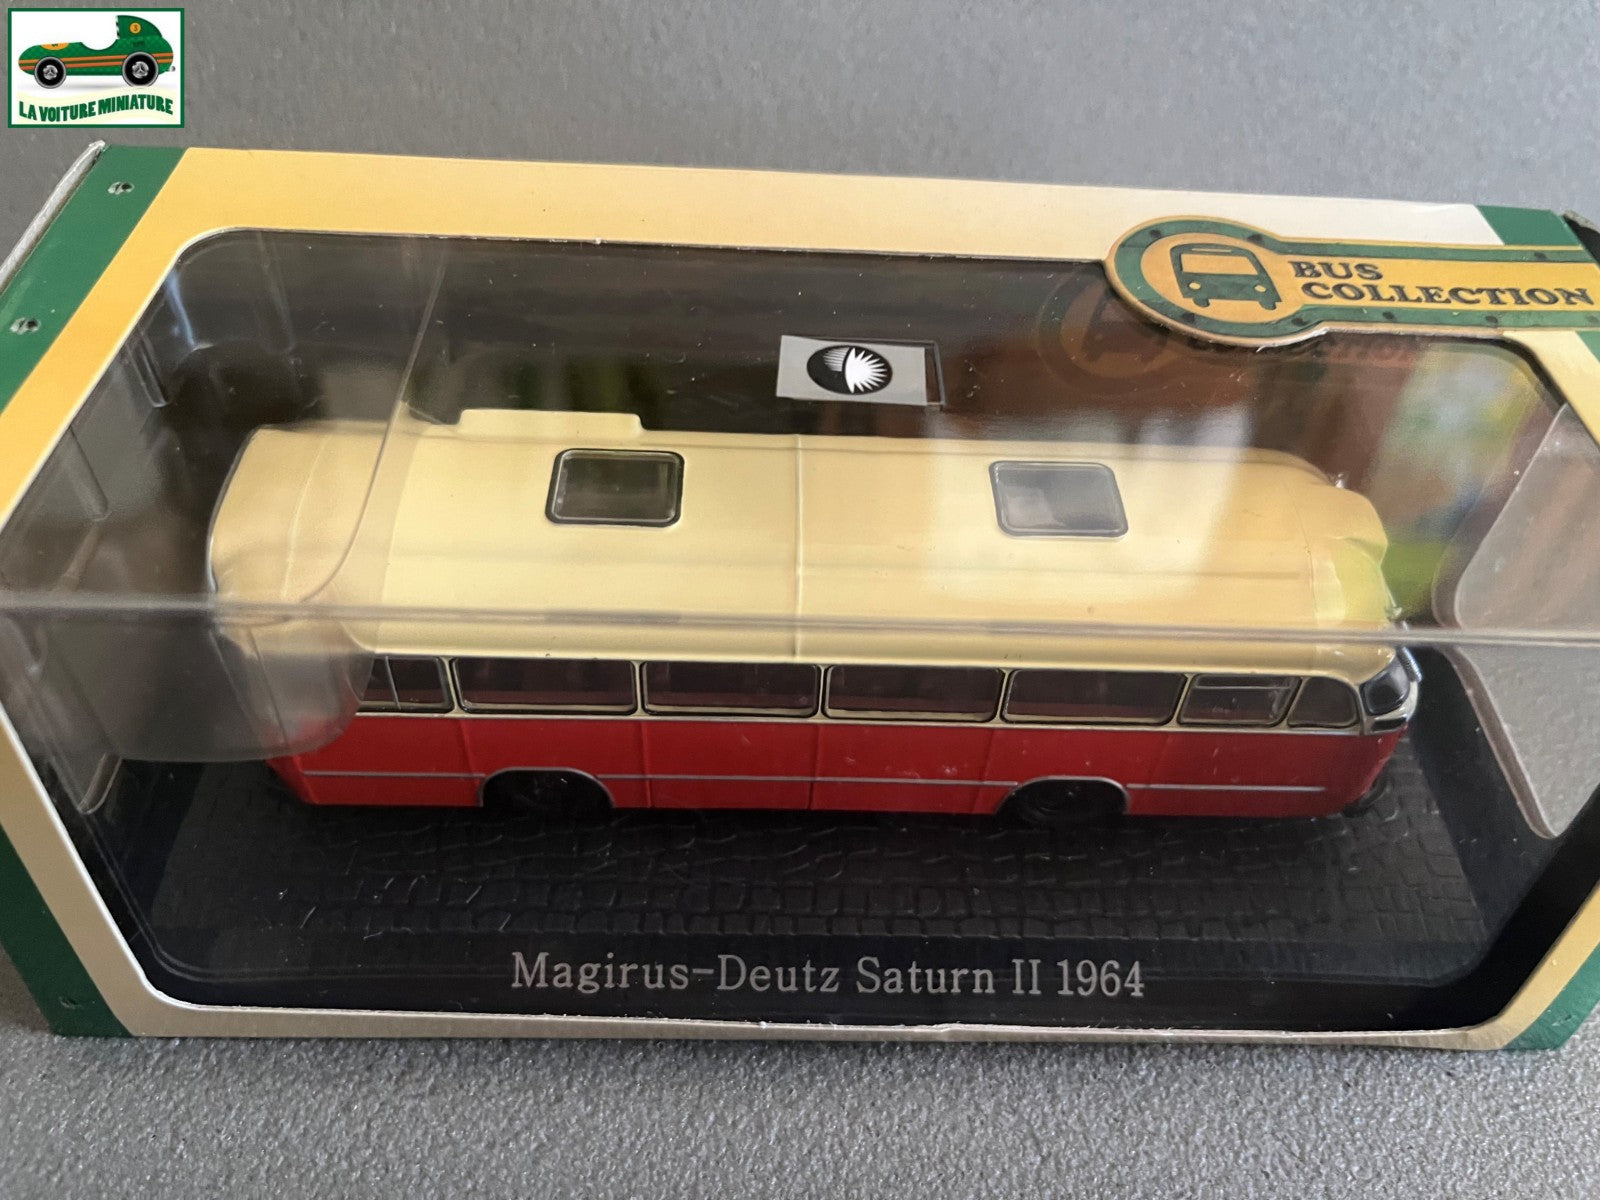 LA VOITURE MINIATURE
BUS
COLLECTION
Magirus-Deutz Saturn II 1964